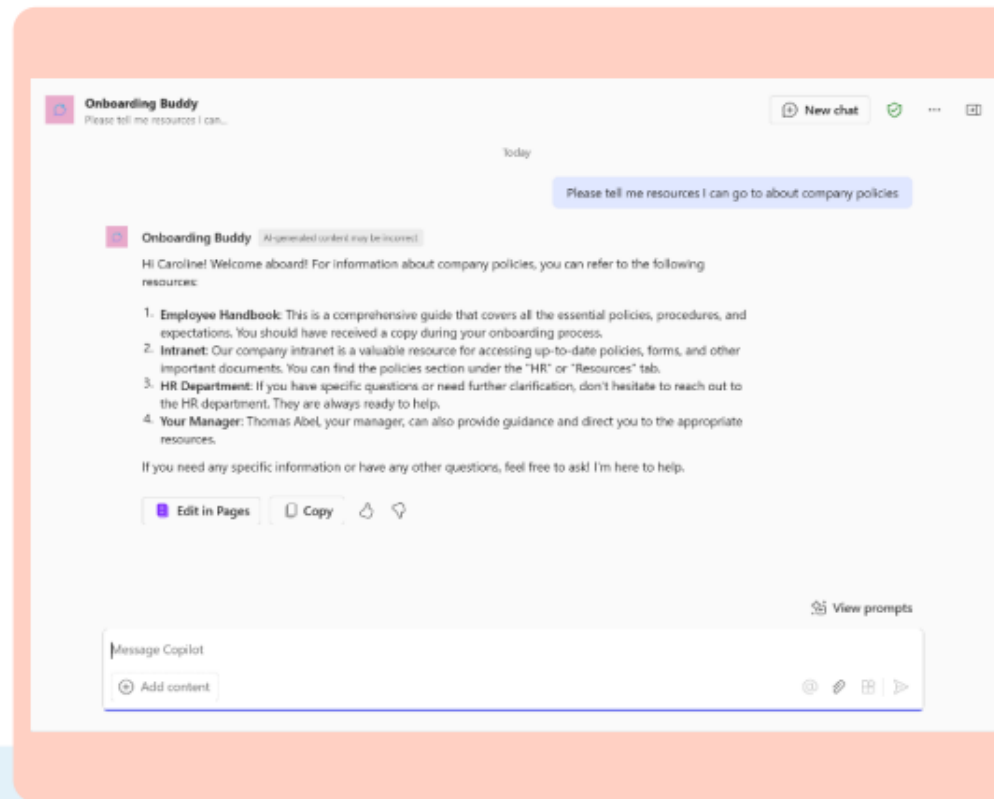 Onboarding Buddy
Please tell me resources I can...
New chat
Today
Please tell me resources I can go to about company policies
Onboarding Buddy AI-generated content may be incorrect
Hi Caroline! Welcome aboard! For information about company policies, you can refer to the following
resources:
1. Employee Handbook: This is a comprehensive guide that covers all the essential policies, procedures, and
expectations. You should have received a copy during your onboarding process.
2. Intranet: Our company intranet is a valuable resource for accessing up-to-date policies, forms, and other
important documents. You can find the policies section under the "HR" or "Resources" tab.
3. HR Department: If you have specific questions or need further clarification, don't hesitate to reach out to
the HR department. They are always ready to help.
4. Your Manager: Thomas Abel, your manager, can also provide guidance and direct you to the appropriate
resources.
If you need any specific information or have any other questions, feel free to ask! I'm here to help.
Edit in Pages Copy
View prompts
Message Copilot
Add content